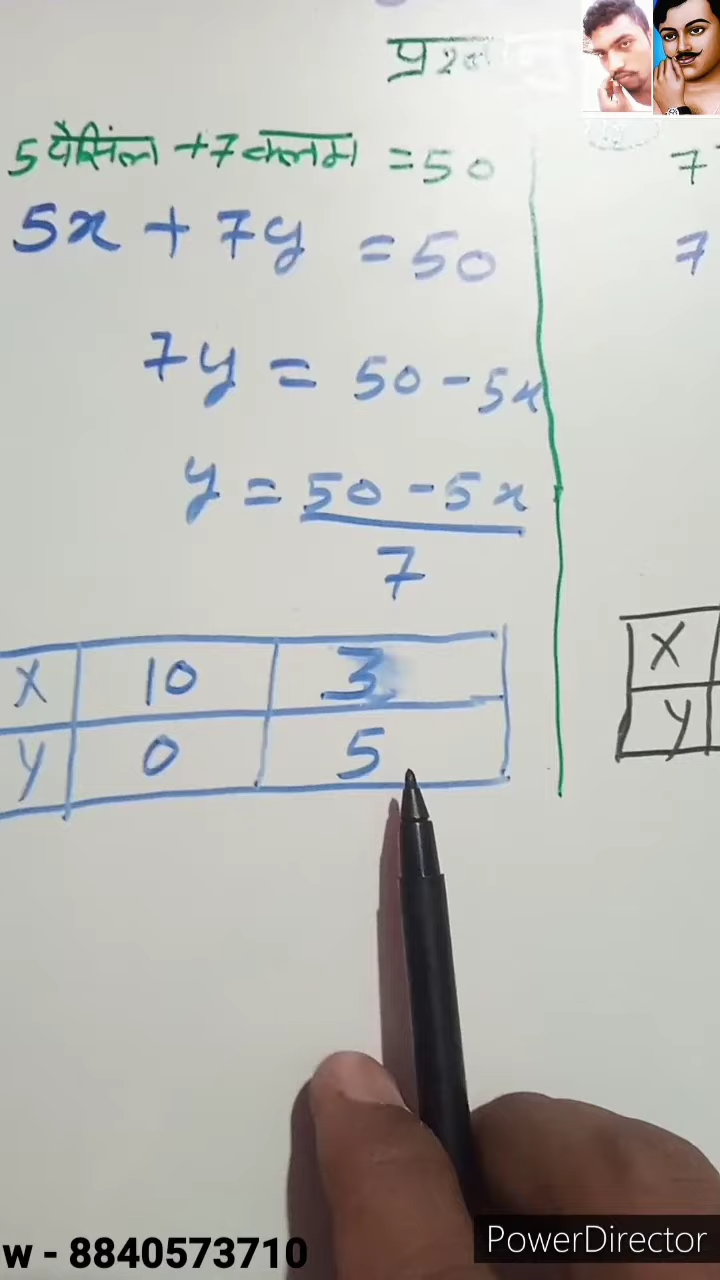 5 पेंसिल + 7 कलम = 50
7
5x + 7y = 50
7
7y = 50 - 5x
y = 50 - 5x
7
X 10 3
y 0 5
X
y
w - 8840573710
PowerDirector